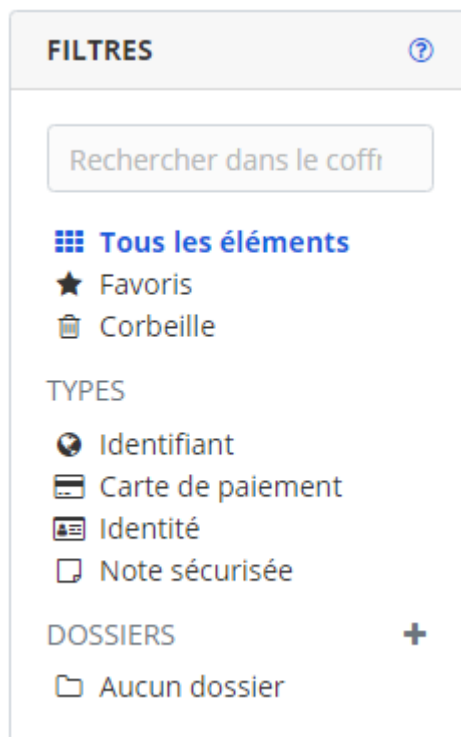 FILTRES
Rechercher dans le coffr
Tous les éléments
Favoris
Corbeille
TYPES
Identifiant
Carte de paiement
Identité
Note sécurisée
DOSSIERS
Aucun dossier